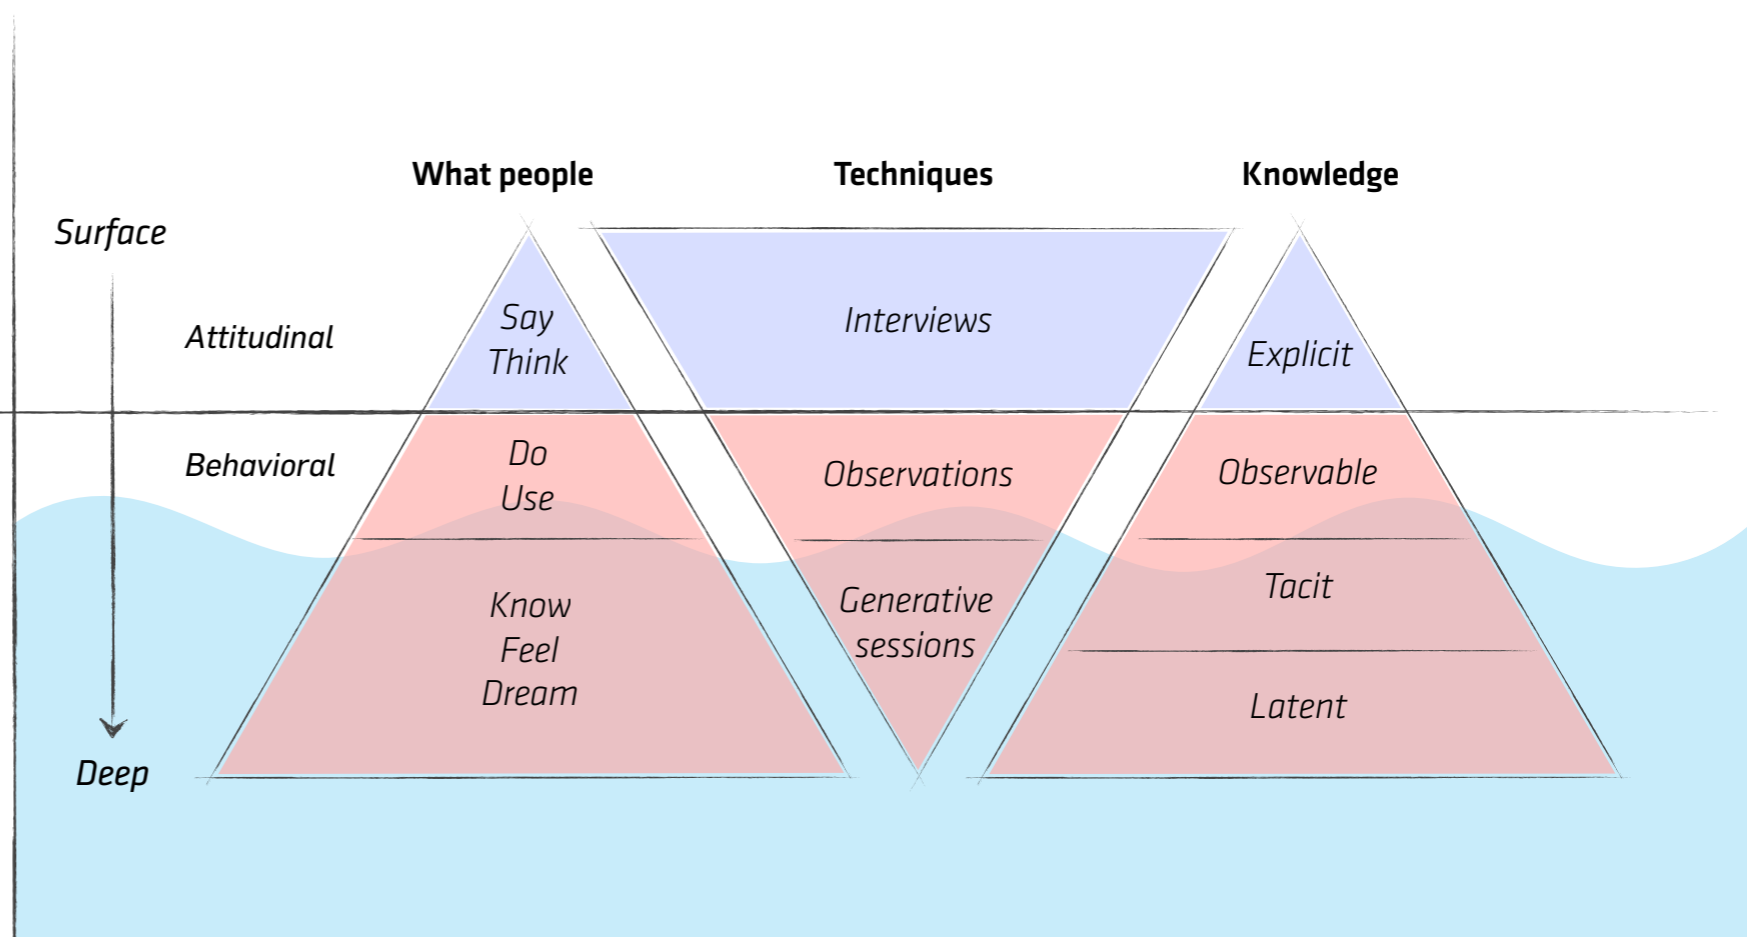 What people
Techniques
Knowledge
Surface
Attitudinal
Say
Think
Interviews
Explicit
Behavioral
Do
Use
Observations
Observable
Know
Feel
Dream
Generative
sessions
Tacit
Latent
Deep